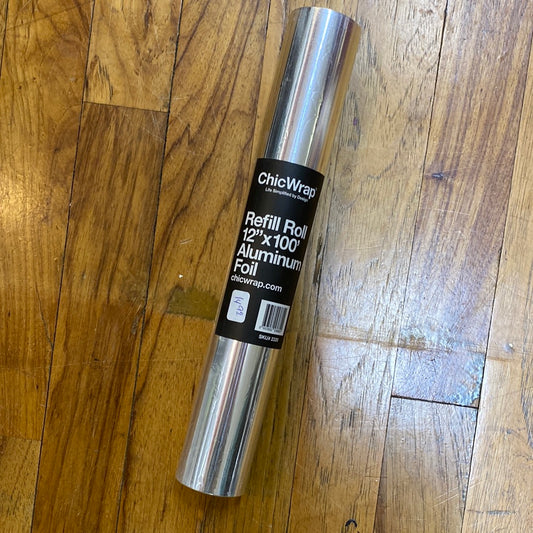 ChicWrap
Life Simplified by Design
Refill Roll
12"x100'
Aluminum
Foil
chicwrap.com